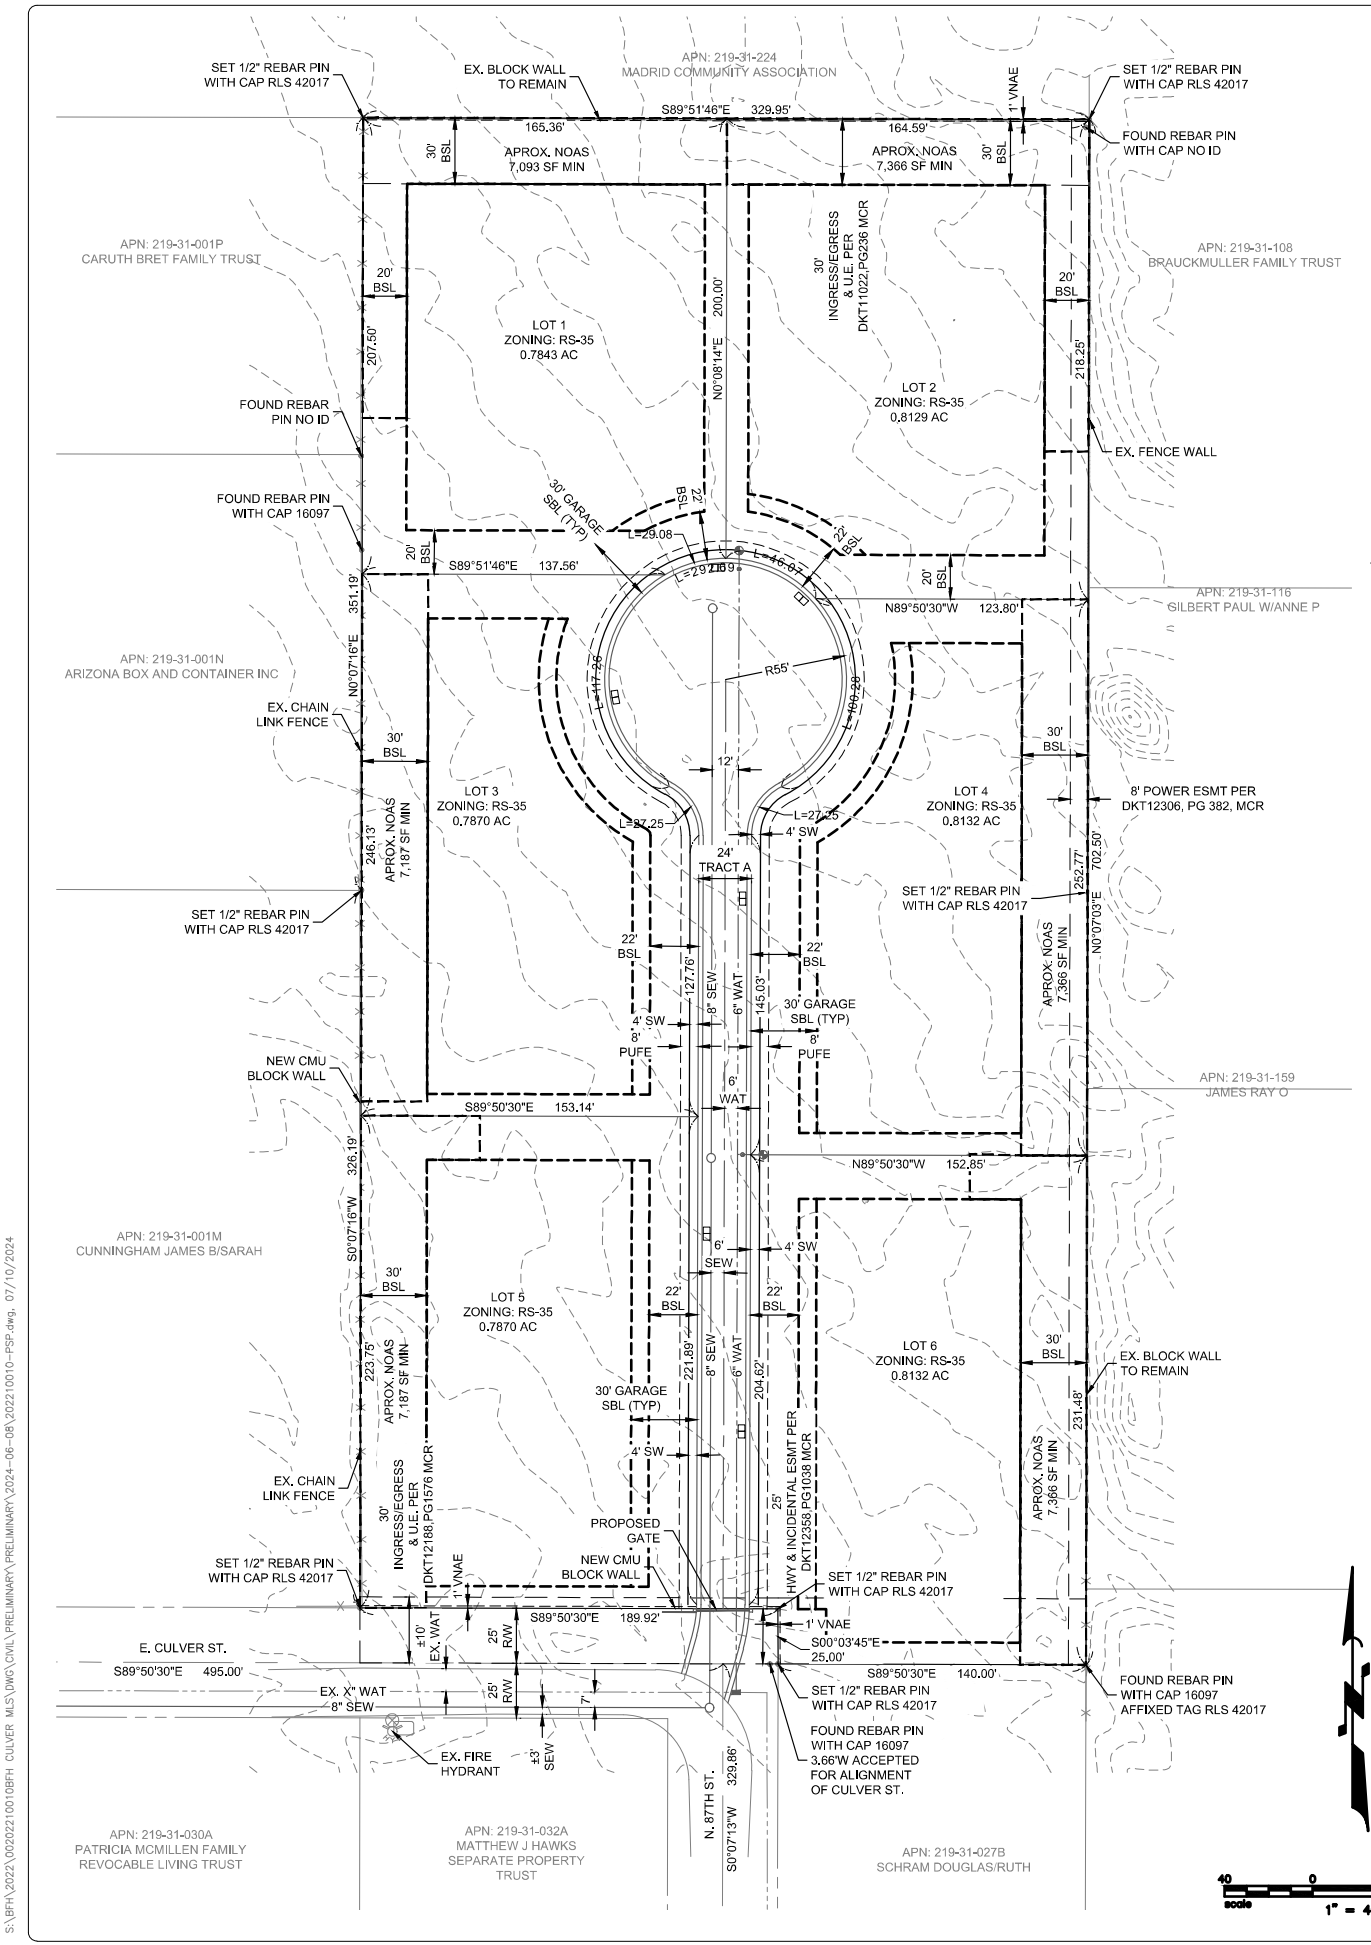 APN: 219-31-224
MADRID COMMUNITY ASSOCIATION
SET 1/2" REBAR PIN
WITH CAP RLS 42017
EX. BLOCK WALL
TO REMAIN
1' VNAE
SET 1/2" REBAR PIN
WITH CAP RLS 42017
S89°51'46"E 329.95'
165.36'
164.59'
FOUND REBAR PIN
WITH CAP NO ID
30'
BSL
APROX. NOAS
7,093 SF MIN
APROX. NOAS
7,366 SF MIN
30'
BSL
APN: 219-31-001P
CARUTH BRET FAMILY TRUST
APN: 219-31-108
BRAUCKMULLER FAMILY TRUST
20'
BSL
30'
INGRESS/EGRESS
& U.E. PER
DKT11022,PG236 MCR
20'
BSL
207.50'
LOT 1
ZONING: RS-35
0.7843 AC
N0°08'14"E 200.00'
218.25'
LOT 2
ZONING: RS-35
0.8129 AC
FOUND REBAR
PIN NO ID
EX. FENCE WALL
FOUND REBAR PIN
WITH CAP 16097
30' GARAGE
SBL (TYP)
22'
BSL
22'
BSL
20'
BSL
L=29.08
L=46.07
S89°51'46"E 137.56'
20'
BSL
N89°50'30"W 123.80'
APN: 219-31-116
GILBERT PAUL W/ANNE P
N0°07'16"E 351.19'
APN: 219-31-001N
ARIZONA BOX AND CONTAINER INC
L=117.26
R55'
L=100.28
EX. CHAIN
LINK FENCE
30'
BSL
12'
30'
BSL
LOT 3
ZONING: RS-35
0.7870 AC
LOT 4
ZONING: RS-35
0.8132 AC
8' POWER ESMT PER
DKT12306, PG 382, MCR
246.13'
APROX. NOAS
7,187 SF MIN
L=27.25
L=27.25
4' SW
24'
TRACT A
252.77'
N0°07'03"E 702.50'
SET 1/2" REBAR PIN
WITH CAP RLS 42017
SET 1/2" REBAR PIN
WITH CAP RLS 42017
22'
BSL
22'
BSL
APROX. NOAS
7,366 SF MIN
127.76'
8" SEW
6" WAT
145.03'
30' GARAGE
SBL (TYP)
4' SW
8'
PUFE
8'
PUFE
NEW CMU
BLOCK WALL
6'
WAT
APN: 219-31-159
JAMES RAY O
S89°50'30"E 153.14'
N89°50'30"W 152.85'
S0°07'16"W 326.19'
APN: 219-31-001M
CUNNINGHAM JAMES B/SARAH
6'
SEW
4' SW
30'
BSL
LOT 5
ZONING: RS-35
0.7870 AC
22'
BSL
22'
BSL
LOT 6
ZONING: RS-35
0.8132 AC
30'
BSL
EX. BLOCK WALL
TO REMAIN
223.75'
APROX. NOAS
7,187 SF MIN
221.89'
8" SEW
6" WAT
204.62'
231.48'
30' GARAGE
SBL (TYP)
4' SW
APROX. NOAS
7,366 SF MIN
EX. CHAIN
LINK FENCE
30'
INGRESS/EGRESS
& U.E. PER
DKT12188,PG1576 MCR
25'
HWY & INCIDENTAL ESMT PER
DKT12358,PG1038 MCR
PROPOSED
GATE
NEW CMU
BLOCK WALL
SET 1/2" REBAR PIN
WITH CAP RLS 42017
1' VNAE
SET 1/2" REBAR PIN
WITH CAP RLS 42017
S89°50'30"E 189.92'
1' VNAE
±10'
EX. WAT
25'
R/W
S00°03'45"E
25.00'
E. CULVER ST.
S89°50'30"E 495.00'
S89°50'30"E 140.00'
25'
R/W
EX. X" WAT
8" SEW
7'
SET 1/2" REBAR PIN
WITH CAP RLS 42017
FOUND REBAR PIN
WITH CAP 16097
AFFIXED TAG RLS 42017
FOUND REBAR PIN
WITH CAP 16097
3.66'W ACCEPTED
FOR ALIGNMENT
OF CULVER ST.
EX. FIRE
HYDRANT
±3'
SEW
N. 87TH ST.
S0°07'13"W 329.86'
APN: 219-31-030A
PATRICIA MCMILLEN FAMILY
REVOCABLE LIVING TRUST
APN: 219-31-032A
MATTHEW J HAWKS
SEPARATE PROPERTY
TRUST
APN: 219-31-027B
SCHRAM DOUGLAS/RUTH
40 0
scale
1" = 4
S:\BFH\2022\00202210010BFH CULVER MLS\DWG\CIVIL\PRELIMINARY\PRELIMINARY\2024-06-08\202210010-PSP.dwg, 07/10/2024